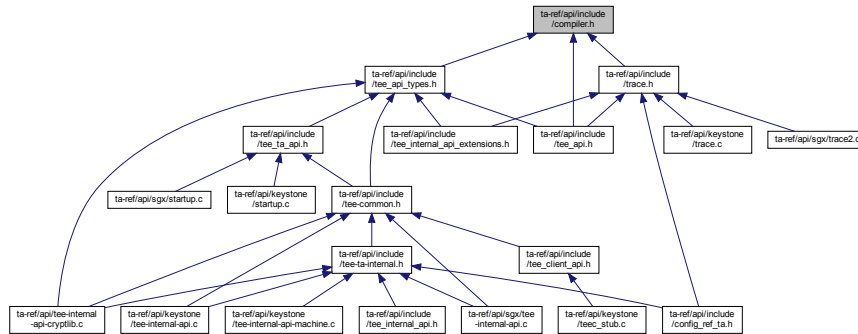 ta-ref/api/include
/compiler.h
ta-ref/api/include
/tee_api_types.h
ta-ref/api/include
/trace.h
ta-ref/api/include
/tee_ta_api.h
ta-ref/api/include
/tee_internal_api_extensions.h
ta-ref/api/include
/tee_api.h
ta-ref/api/keystone
/trace.c
ta-ref/api/sgx/trace2.c
ta-ref/api/sgx/startup.c
ta-ref/api/keystone
/startup.c
ta-ref/api/include
/tee-common.h
ta-ref/api/include
/tee-ta-internal.h
ta-ref/api/include
/tee_client_api.h
ta-ref/api/tee-internal
-api-cryptlib.c
ta-ref/api/keystone
/tee-internal-api.c
ta-ref/api/keystone
/tee-internal-api-machine.c
ta-ref/api/include
/tee_internal_api.h
ta-ref/api/sgx/tee
-internal-api.c
ta-ref/api/keystone
/teec_stub.c
ta-ref/api/include
/config_ref_ta.h